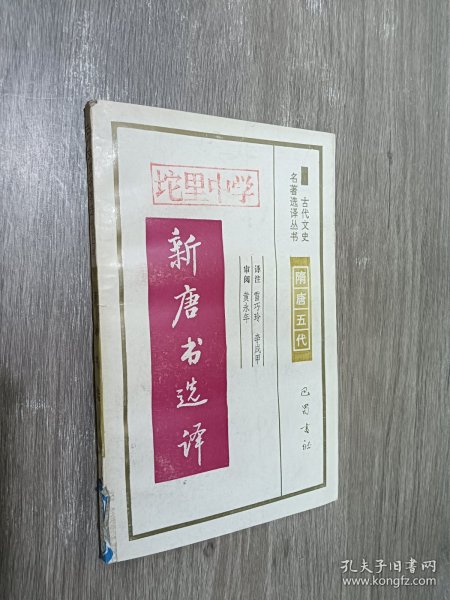 古代文史
名著选译丛书
隋唐五代
坨里中学
新唐书选译
译注 雷巧玲 李成甲
审阅 黄永年
巴蜀书社
孔夫子旧书网
www.kongfz.com